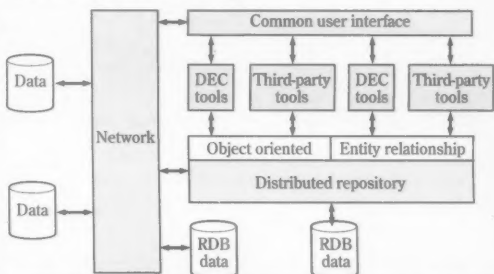 Common user interface
Data
DEC
tools
Third-party
tools
DEC
tools
Third-party
tools
Network
Object oriented
Entity relationship
Distributed repository
Data
RDB
data
RDB
data